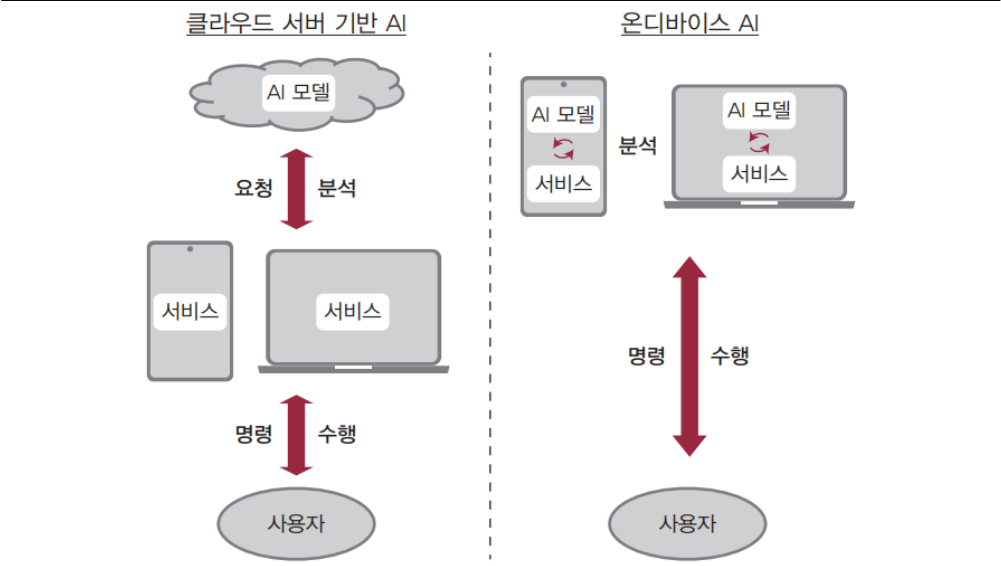 클라우드 서버 기반 AI
AI 모델
요청 분석
서비스 서비스
명령 수행
사용자
온디바이스 AI
AI 모델 AI 모델
분석
서비스 서비스
명령 수행
사용자